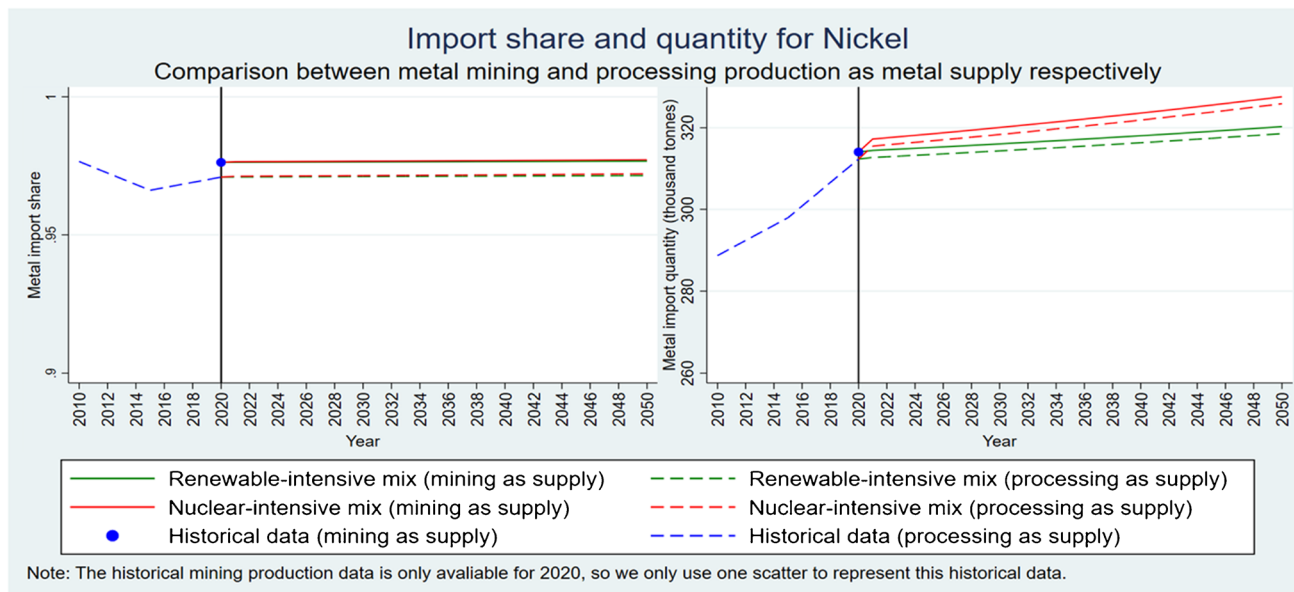 Import share and quantity for Nickel
Comparison between metal mining and processing production as metal supply respectively
Metal import share
1
.95
.9
2010 2012 2014 2016 2018 2020 2022 2024 2026 2028 2030 2032 2034 2036 2038 2040 2042 2044 2046 2048 2050
Year
Metal import quantity (thousand tonnes)
320
300
280
260
2010 2012 2014 2016 2018 2020 2022 2024 2026 2028 2030 2032 2034 2036 2038 2040 2042 2044 2046 2048 2050
Year
Renewable-intensive mix (mining as supply) Renewable-intensive mix (processing as supply)
Nuclear-intensive mix (mining as supply) Nuclear-intensive mix (processing as supply)
Historical data (mining as supply) Historical data (processing as supply)
Note: The historical mining production data is only avaliable for 2020, so we only use one scatter to represent this historical data.